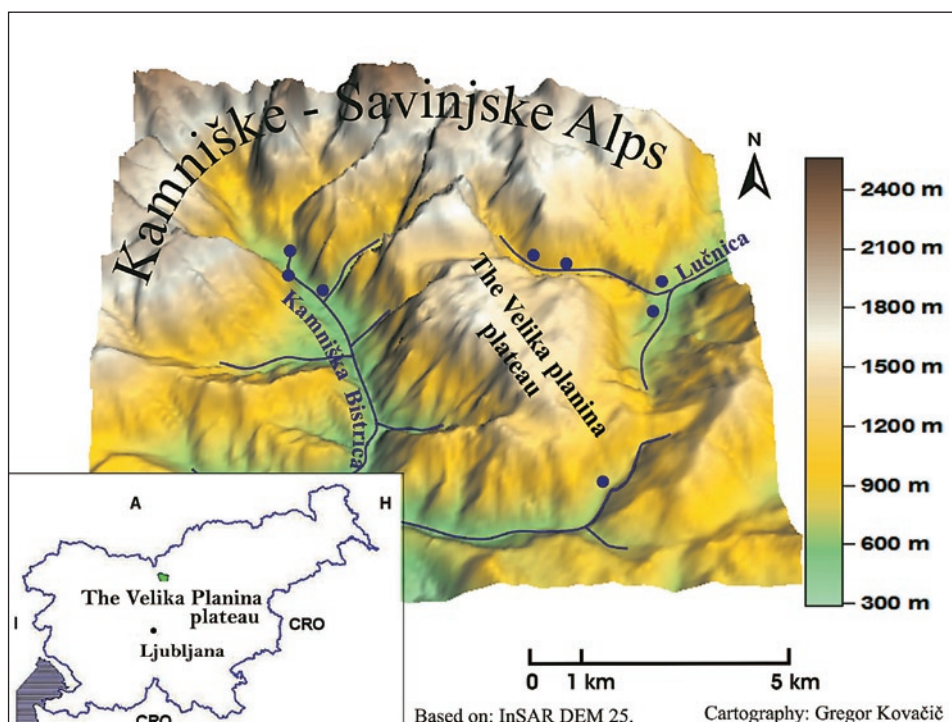 Kamniške - Savinjske Alps
N
Lučnica
The Velika planina
plateau
Kamniška Bistrica
2400 m
2100 m
1800 m
1500 m
1200 m
900 m
600 m
300 m
A
H
The Velika Planina
plateau
I
CRO
Ljubljana
CRO
0 1 km 5 km
Based on: InSAR DEM 25.
Cartography: Gregor Kovačič